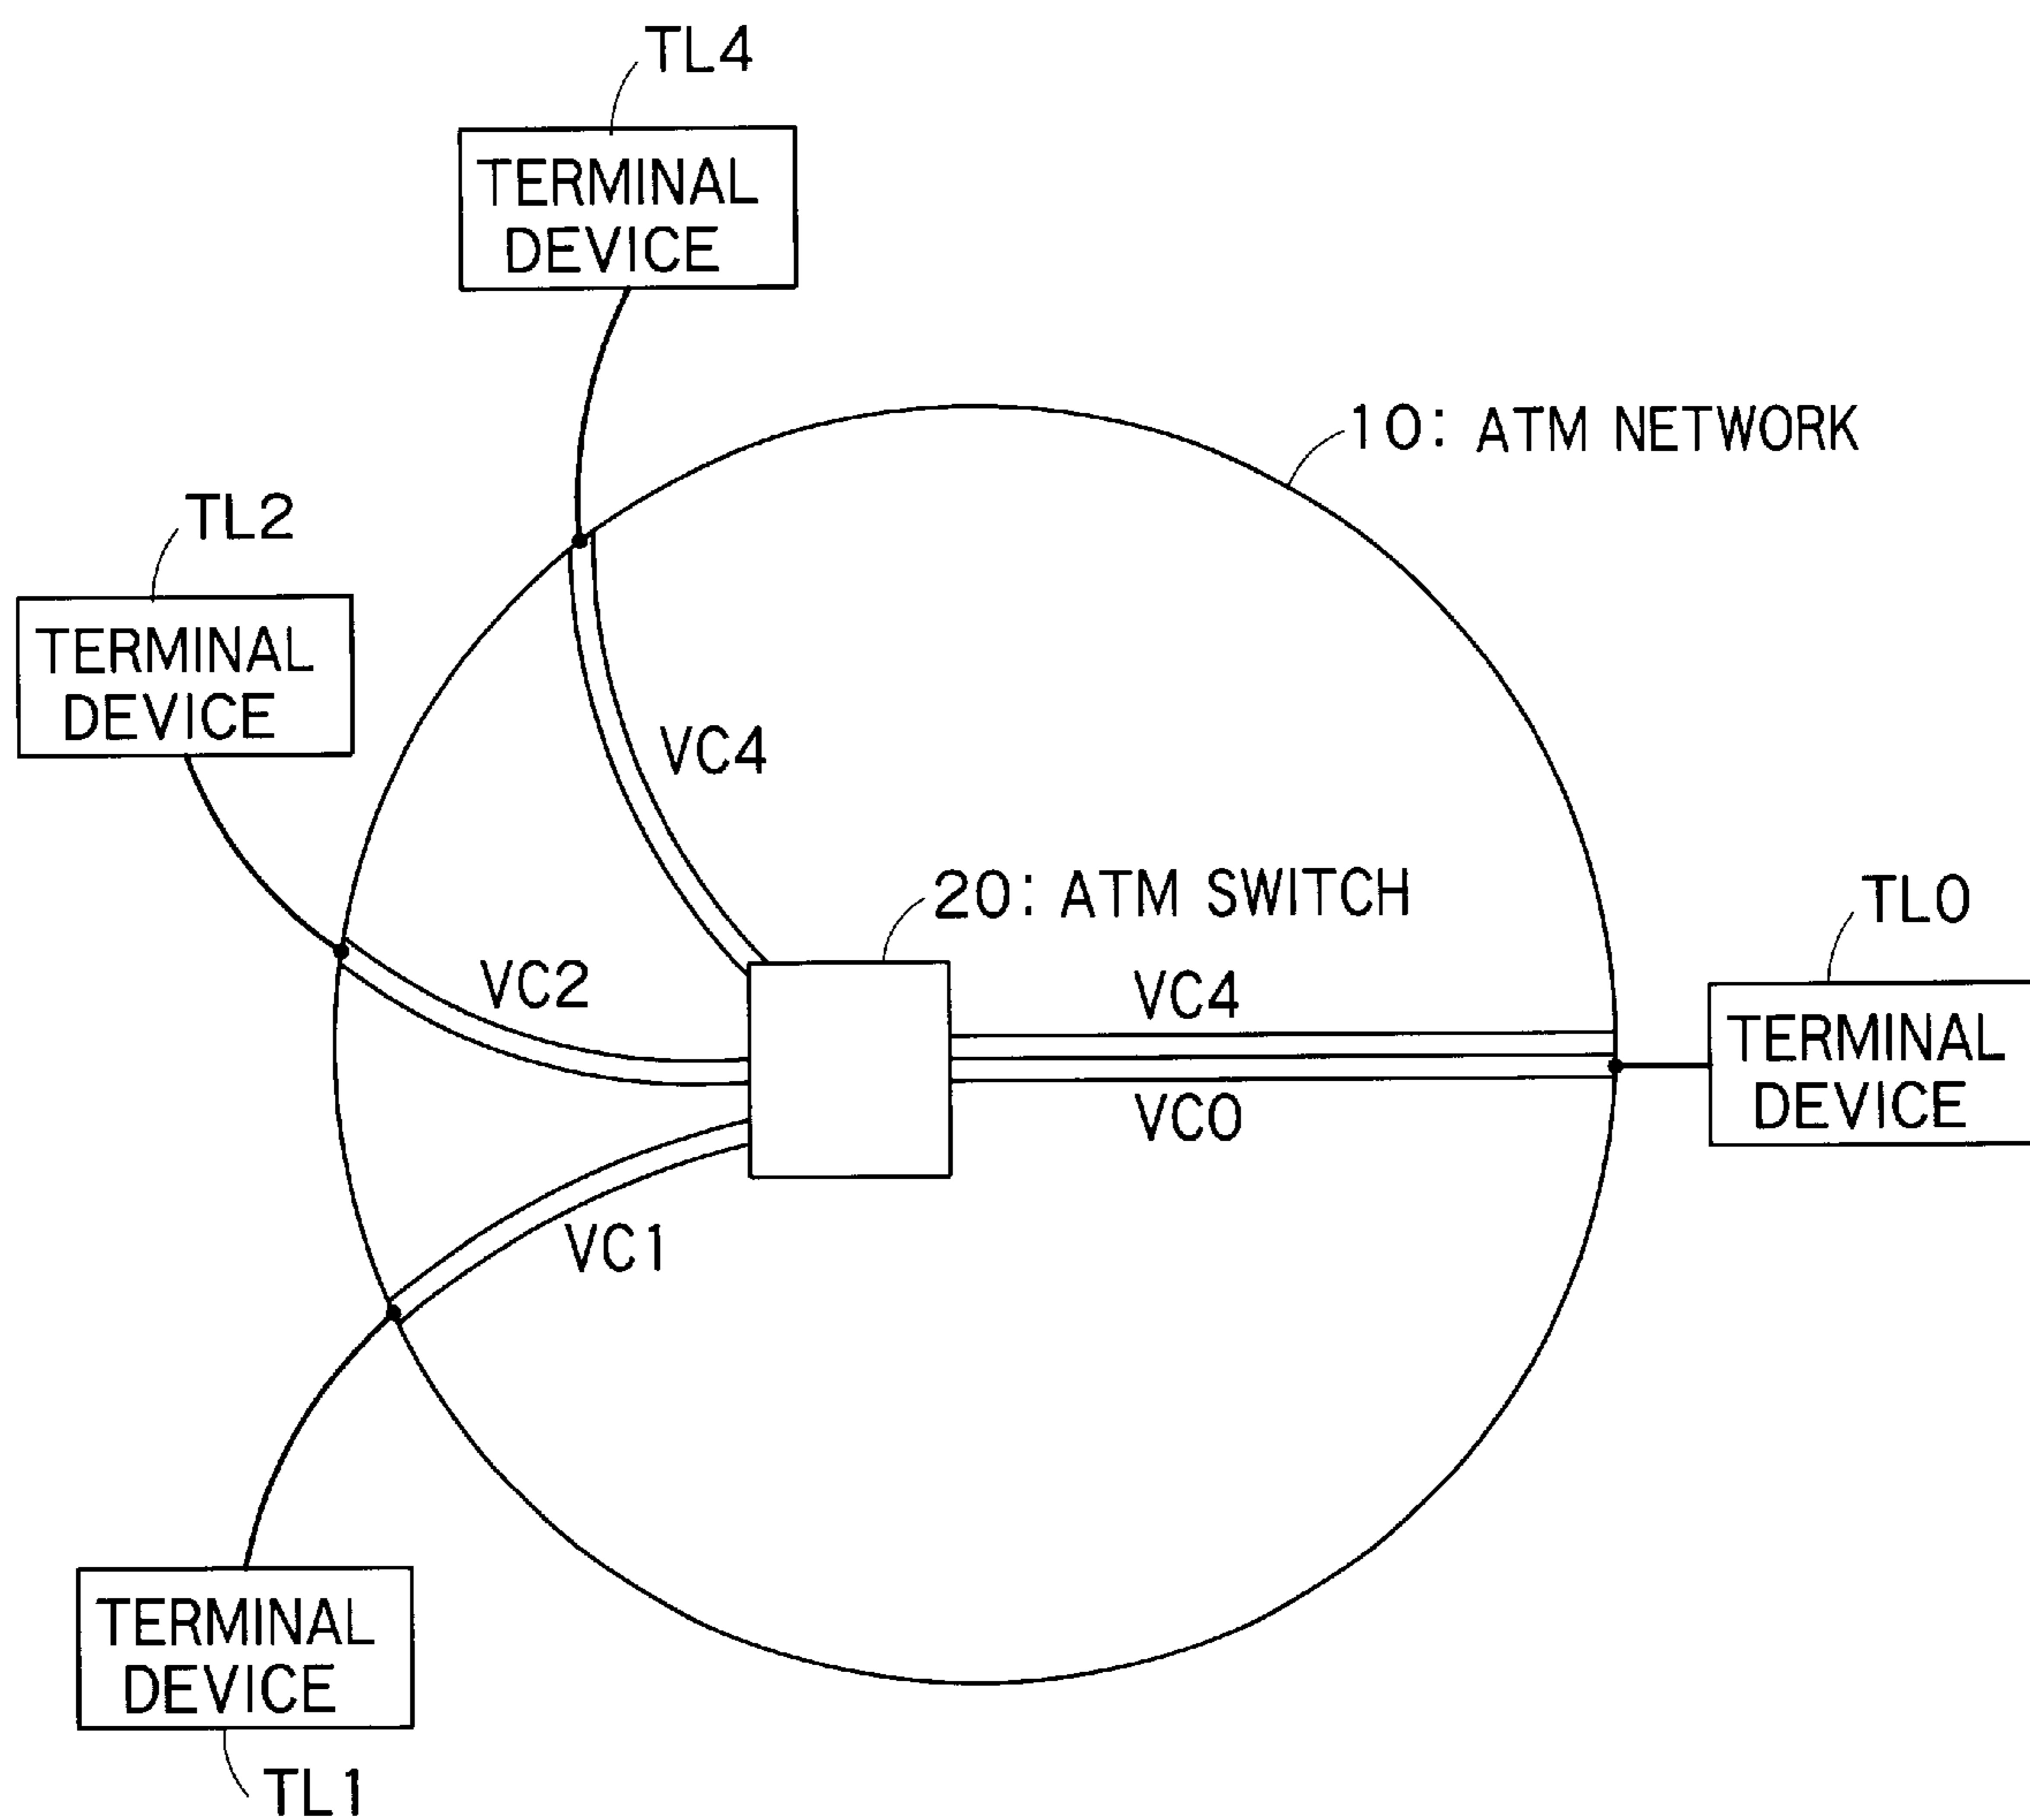 TL4
TERMINAL
DEVICE
10: ATM NETWORK
TL2
TERMINAL
DEVICE
VC4
20: ATM SWITCH
TL0
VC2
VC4
TERMINAL
DEVICE
VC0
VC1
TERMINAL
DEVICE
TL1